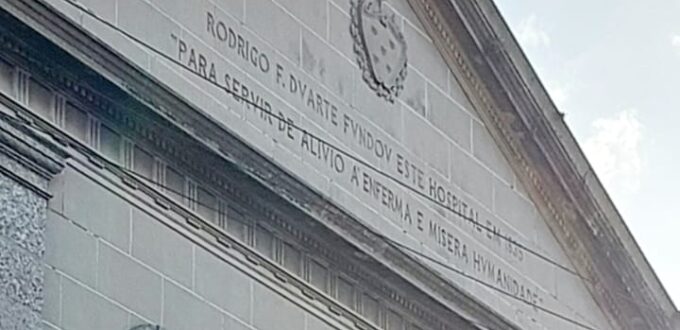 RODRIGO F. DVARTE FVNDOV ESTE HOSPITAL EM
"PARA SERVIR DE ALIVIO A' ENFERMA E MISERA HVMANIDADE"